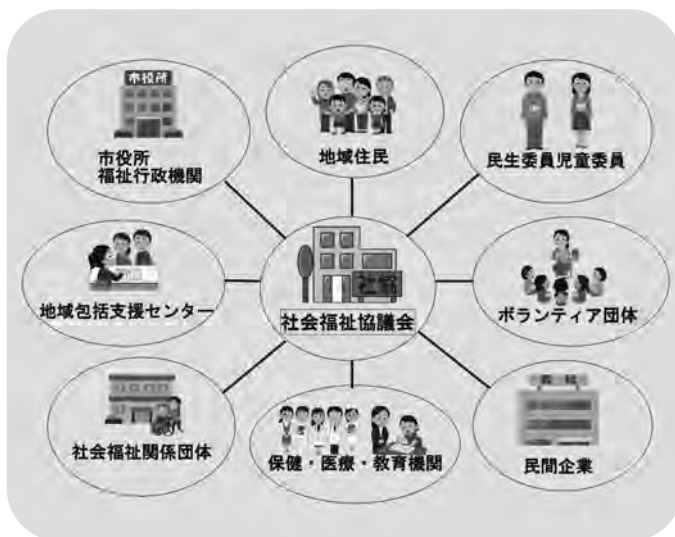 市役所
市役所
福祉行政機関
地域住民
民生委員児童委員
地域包括支援センター
社協
社会福祉協議会
ボランティア団体
社会福祉関係団体
保健・医療・教育機関
民間企業